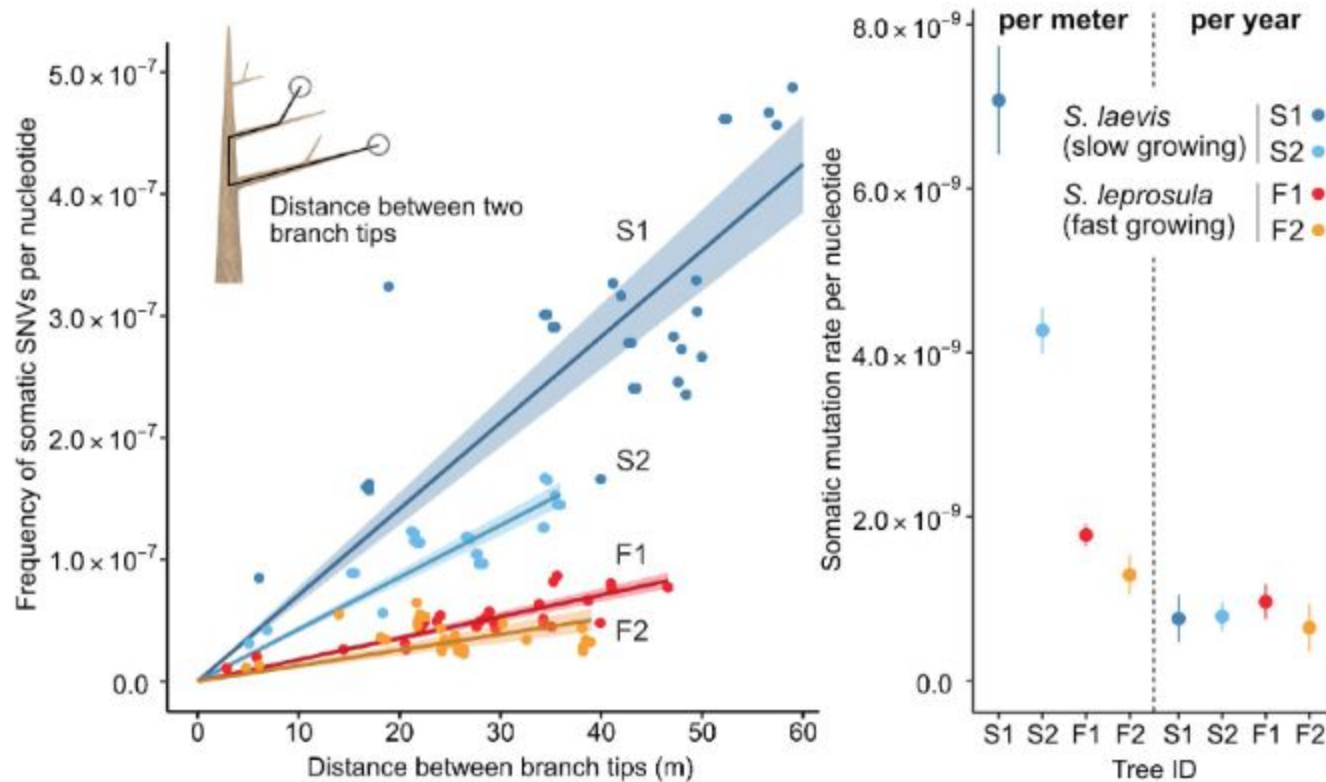 Frequency of somatic SNVs per nucleotide
5.0 × 10⁻⁷
4.0 × 10⁻⁷
3.0 × 10⁻⁷
2.0 × 10⁻⁷
1.0 × 10⁻⁷
0.0
Distance between two
branch tips
S1
S2
F1
F2
0 10 20 30 40 50 60
Distance between branch tips (m)
Somatic mutation rate per nucleotide
8.0 × 10⁻⁹
6.0 × 10⁻⁹
4.0 × 10⁻⁹
2.0 × 10⁻⁹
0.0
per meter per year
S. laevis
(slow growing)
S1
S2
S. leprosula
(fast growing)
F1
F2
S1 S2 F1 F2 S1 S2 F1 F2
Tree ID